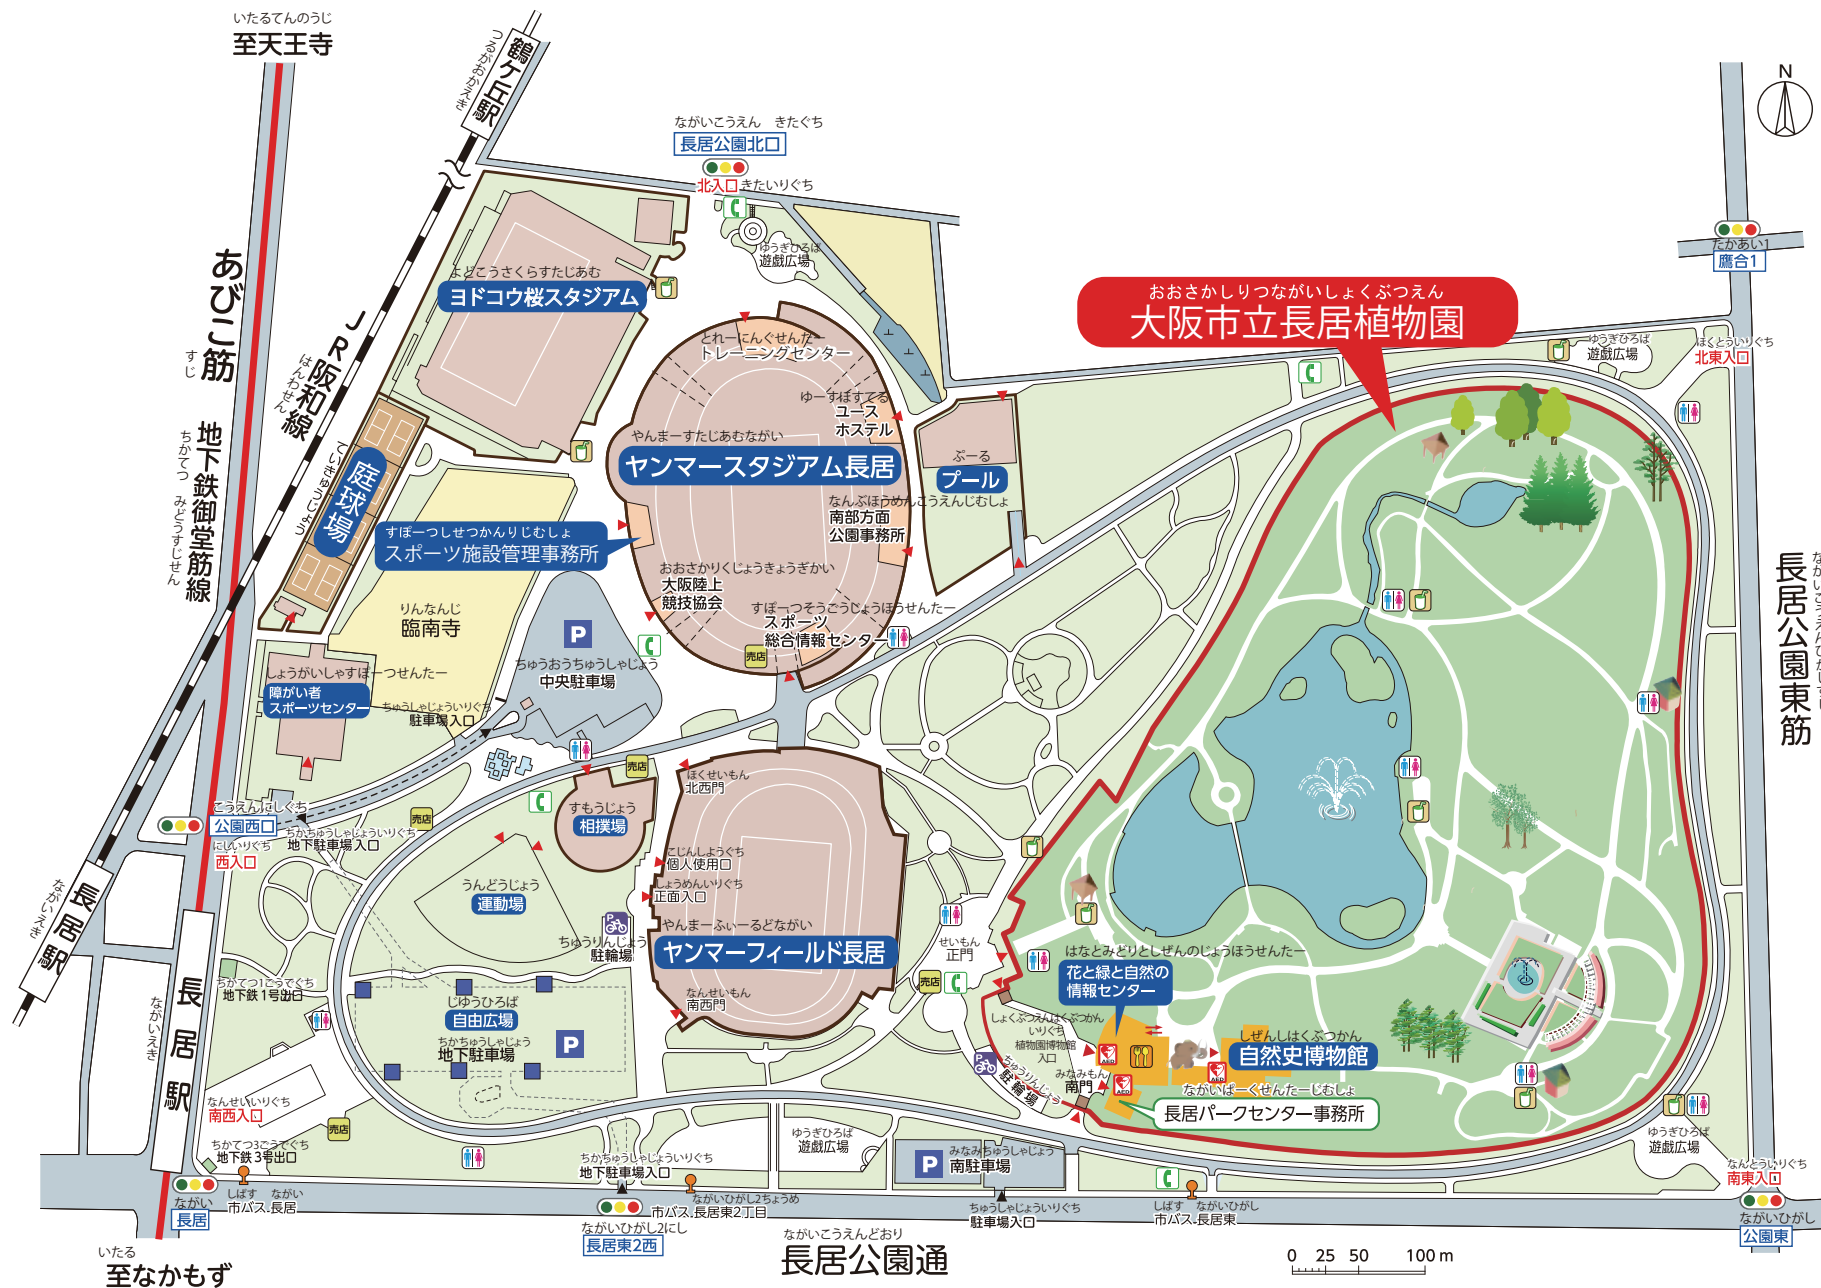 いたるてんのうじ
至天王寺
つるがおかえき
鶴ケ丘駅
ながいこうえん きたぐち
長居公園北口
北入口 きたいりぐち
N
ゆうぎひろば
遊戯広場
よどこうさくらすたじあむ
ヨドコウ桜スタジアム
たかあい1
鷹合1
おおさかしりつながいしょくぶつえん
大阪市立長居植物園
あびこ筋
すじ
JR阪和線
はんわせん
とれーにんぐせんたー
トレーニングセンター
ゆうぎひろば
遊戯広場
ほくとういりぐち
北東入口
ゆーすほすてる
ユース
ホステル
地下鉄御堂筋線
ちかてつ みどうすじせん
ていきゅうじょう
庭球場
やんまーすたじあむながい
ヤンマースタジアム長居
ぷーる
プール
なんぶほうめんこうえんじむしょ
南部方面
公園事務所
すぽーつしせつかんりじむしょ
スポーツ施設管理事務所
おおさかりくじょうきょうぎかい
大阪陸上
競技協会
すぽーつそうごうじょうほうせんたー
スポーツ
総合情報センター
りんなんじ
臨南寺
P
売店
ちゅうおうちゅうしゃじょう
中央駐車場
しょうがいしゃすぽーつせんたー
障がい者
スポーツセンター
ちゅうしゃじょういりぐち
駐車場入口
長居公園東筋
売店
ほくせいもん
北西門
すもうじょう
相撲場
こうえんにしぐち
公園西口
売店
ちかちゅうしゃじょういりぐち
地下駐車場入口
にしいりぐち
西入口
こじんしようぐち
個人使用口
しょうめんいりぐち
正面入口
うんどうじょう
運動場
長居駅
ながいえき
P
ちゅうりんじょう
駐輪場
やんまーふぃーるどながい
ヤンマーフィールド長居
せいもん
正門
はなとみどりとしぜんのじょうほうせんたー
花と緑と自然の
情報センター
売店
ちかてつ1ごうでぐち
地下鉄1号出口
長居駅
ながいえき
なんせいもん
南西門
じゆうひろば
自由広場
ちかちゅうしゃじょう
地下駐車場
P
しょくぶつえんはくぶつかん
いりぐち
植物園博物館
入口
しぜんしはくぶつかん
自然史博物館
AED
AED
AED
P
ちゅうりんじょう
駐輪場
みなみもん
南門
ながいぱーくせんたーじむしょ
長居パークセンター事務所
なんせいいりぐち
南西入口
売店
ちかてつ3ごうでぐち
地下鉄3号出口
ゆうぎひろば
遊戯広場
ゆうぎひろば
遊戯広場
ちかちゅうしゃじょういりぐち
地下駐車場入口
P
みなみちゅうしゃじょう
南駐車場
なんとういりぐち
南東入口
ながい
長居
しばす ながい
市バス 長居
ながいひがし2ちょうめ
市バス 長居東2丁目
ながいひがし2にし
長居東2西
ちゅうしゃじょういりぐち
駐車場入口
しばす ながいひがし
市バス 長居東
ながいひがし
公園東
ながいこうえんどおり
長居公園通
いたる
至なかもず
0 25 50 100m